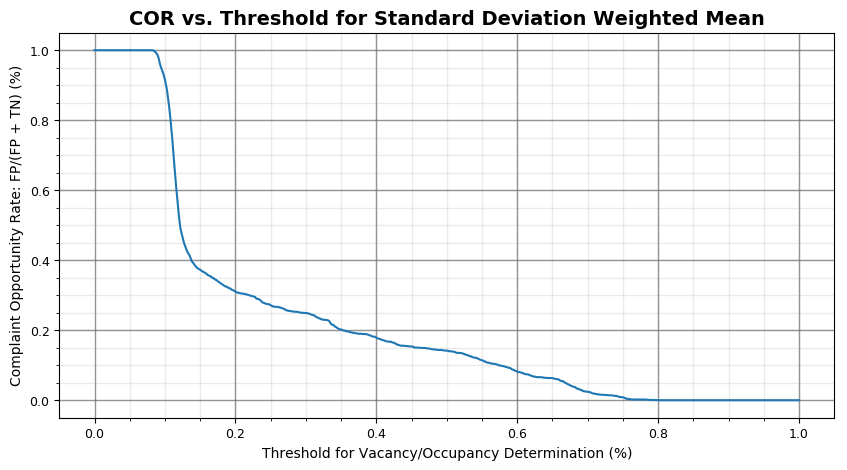 COR vs. Threshold for Standard Deviation Weighted Mean
Complaint Opportunity Rate: FP/(FP + TN) (%)
1.0
0.8
0.6
0.4
0.2
0.0
0.0 0.2 0.4 0.6 0.8 1.0
Threshold for Vacancy/Occupancy Determination (%)